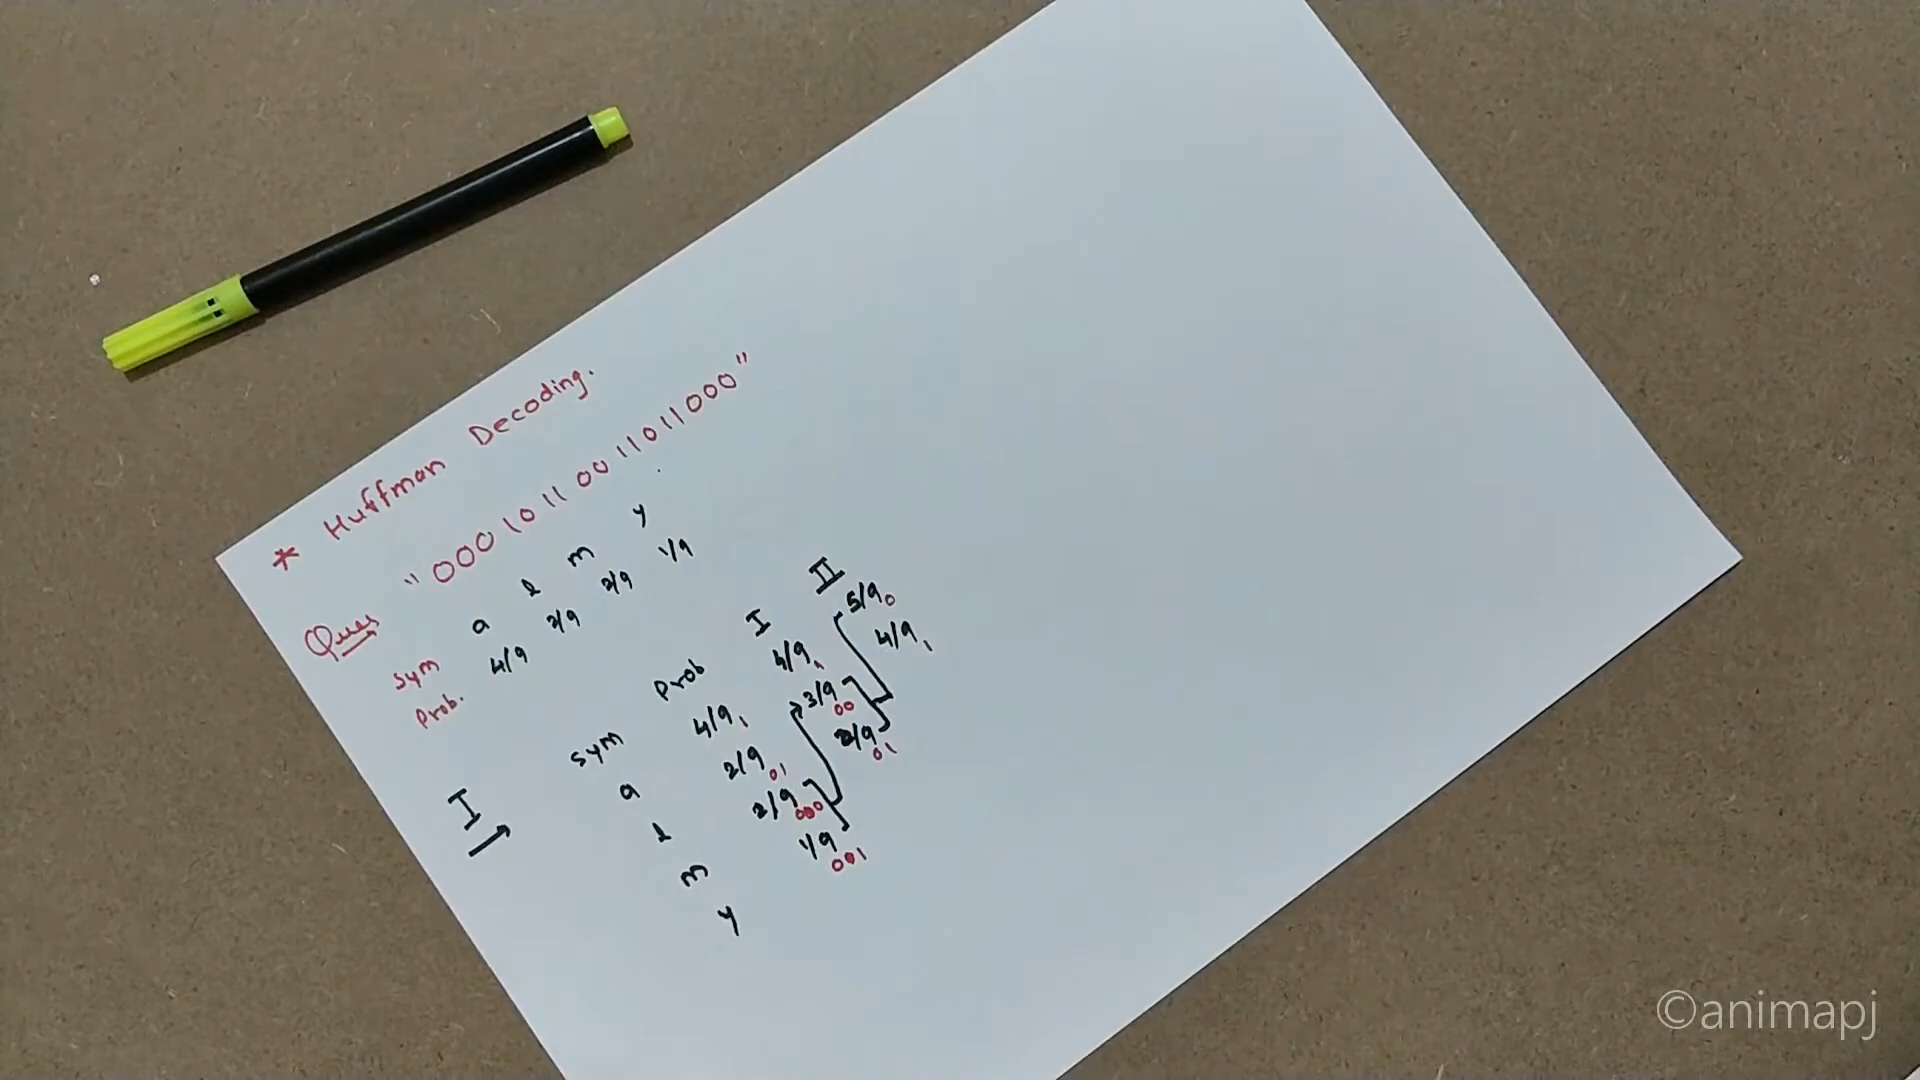 * Huffman Decoding.
Ques "0001011001101 1000"
sym a l m y
Prob. 4/9 2/9 2/9 1/9
I →
sym Prob I II
a 4/9 1 4/9 1 5/9 0
l 2/9 01 3/9 00 4/9 1
m 2/9 000 2/9 01
y 1/9 001
©animapj